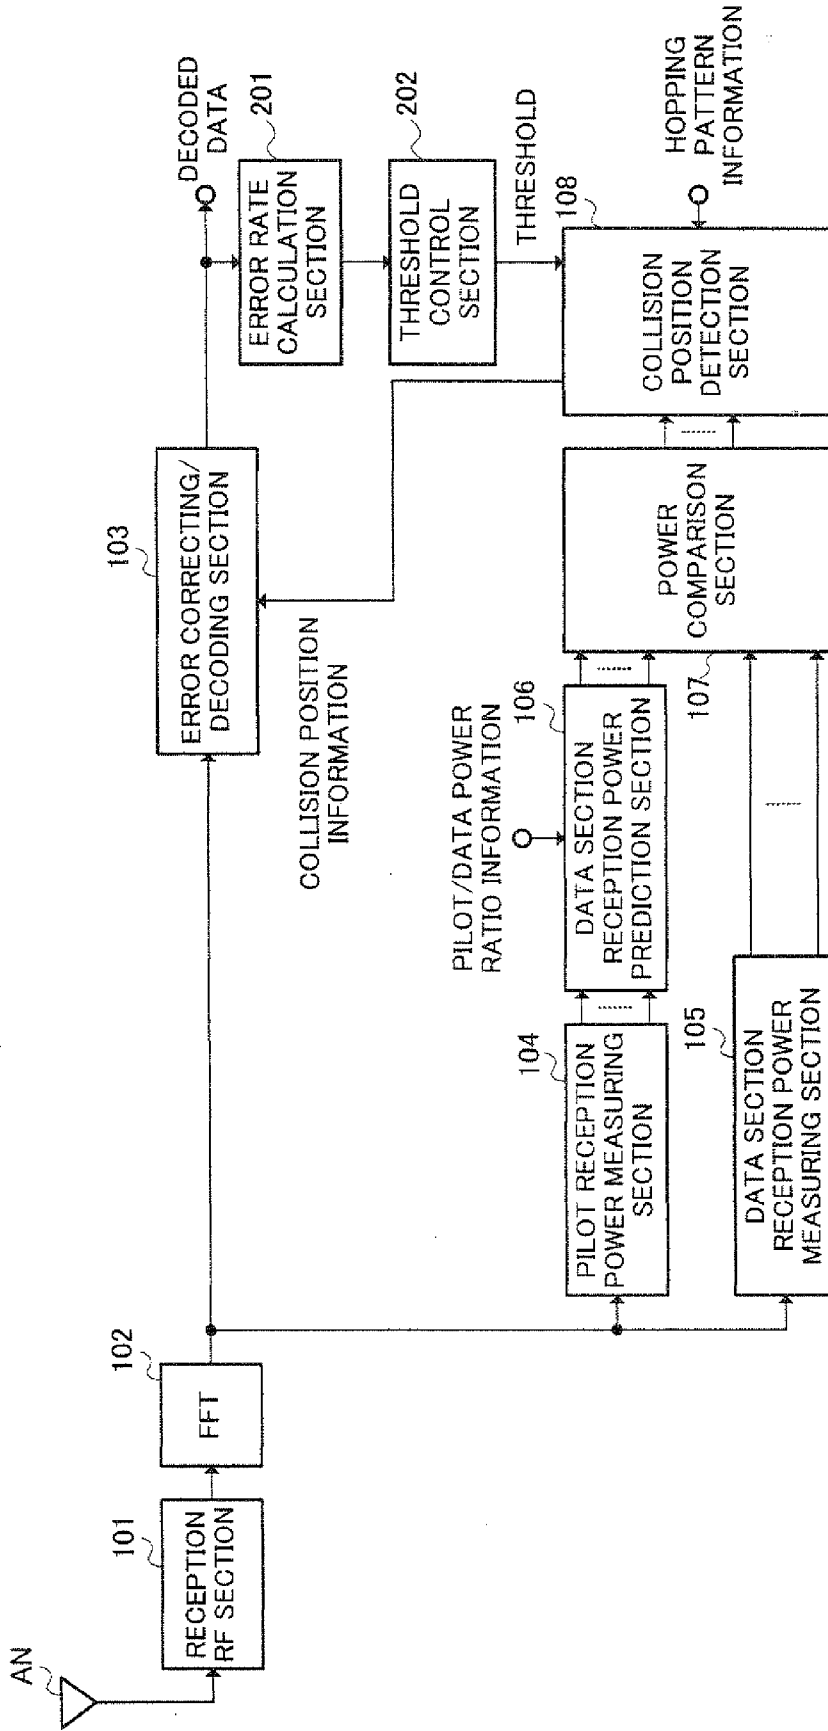 AN
101
RECEPTION
RF SECTION
102
FFT
103
ERROR CORRECTING/
DECODING SECTION
DECODED
DATA
201
ERROR RATE
CALCULATION
SECTION
202
THRESHOLD
CONTROL
SECTION
THRESHOLD
COLLISION POSITION
INFORMATION
PILOT/DATA POWER
RATIO INFORMATION
104
PILOT RECEPTION
POWER MEASURING
SECTION
106
DATA SECTION
RECEPTION POWER
PREDICTION SECTION
105
DATA SECTION
RECEPTION POWER
MEASURING SECTION
107
POWER
COMPARISON
SECTION
108
COLLISION
POSITION
DETECTION
SECTION
HOPPING
PATTERN
INFORMATION